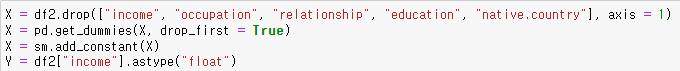 X = df2.drop(["income", "occupation", "relationship", "education", "native.country"], axis = 1)
X = pd.get_dummies(X, drop_first = True)
X = sm.add_constant(X)
Y = df2["income"].astype("float")